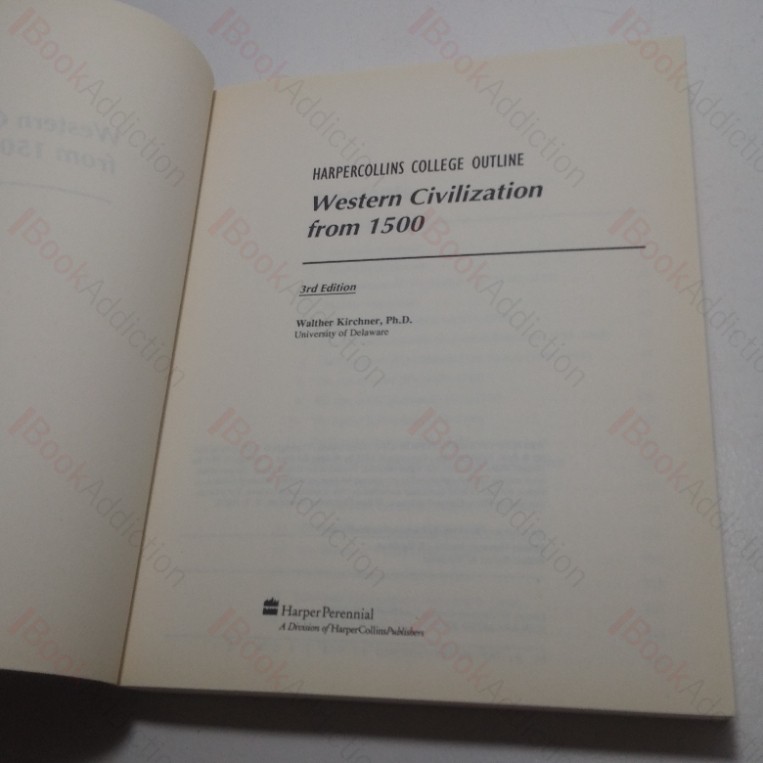 HARPERCOLLINS COLLEGE OUTLINE
Western Civilization
from 1500
3rd Edition
Walther Kirchner, Ph.D.
University of Delaware
HarperPerennial
A Division of HarperCollinsPublishers
BookAddiction